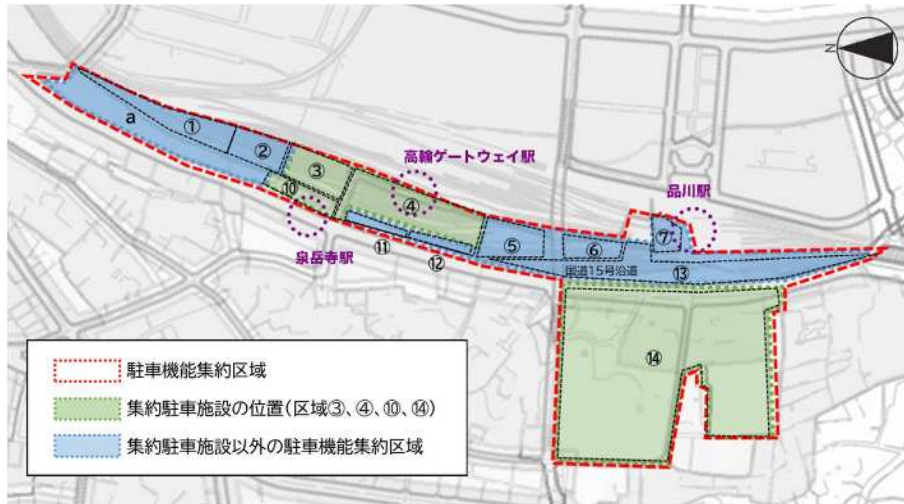 N
a
①
②
③
高輪ゲートウェイ駅
④
⑩
泉岳寺駅
⑪
⑫
⑤
⑥
⑦
品川駅
国道15号沿道
⑬
⑭
駐車機能集約区域
集約駐車施設の位置(区域③、④、⑩、⑭)
集約駐車施設以外の駐車機能集約区域